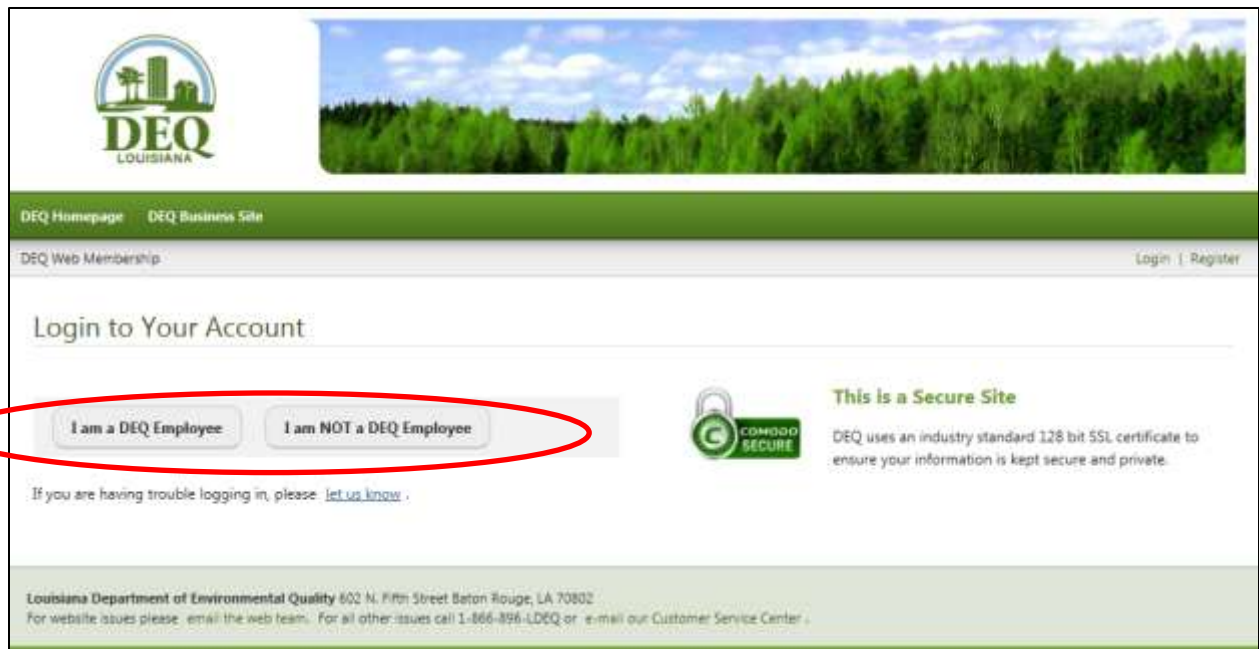 DEQ
LOUISIANA
DEQ Homepage DEQ Business Site
DEQ Web Membership Login | Register
Login to Your Account
I am a DEQ Employee I am NOT a DEQ Employee
C COMODO
SECURE
This is a Secure Site
DEQ uses an industry standard 128 bit SSL certificate to
ensure your information is kept secure and private.
If you are having trouble logging in, please let us know .
Louisiana Department of Environmental Quality 602 N. Fifth Street Baton Rouge, LA 70802
For website issues please email the web team. For all other issues call 1-866-896-LDEQ or e-mail our Customer Service Center .